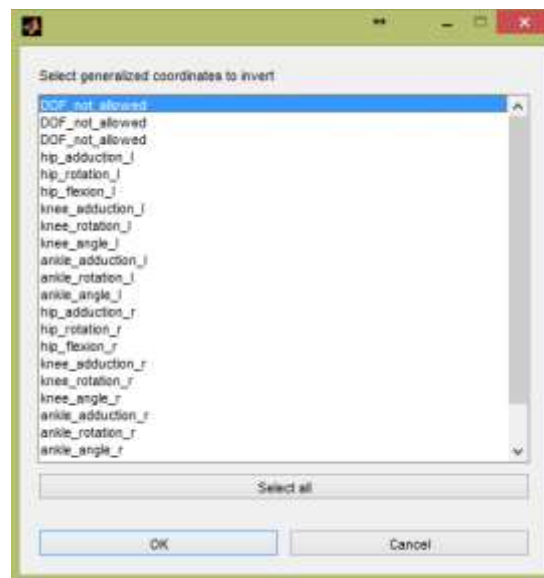 Select generalized coordinates to invert
DOF_not_allowed
DOF_not_allowed
DOF_not_allowed
hip_adduction_l
hip_rotation_l
hip_flexion_l
knee_adduction_l
knee_rotation_l
knee_angle_l
ankle_adduction_l
ankle_rotation_l
ankle_angle_l
hip_adduction_r
hip_rotation_r
hip_flexion_r
knee_adduction_r
knee_rotation_r
knee_angle_r
ankle_adduction_r
ankle_rotation_r
ankle_angle_r
Select all
OK Cancel